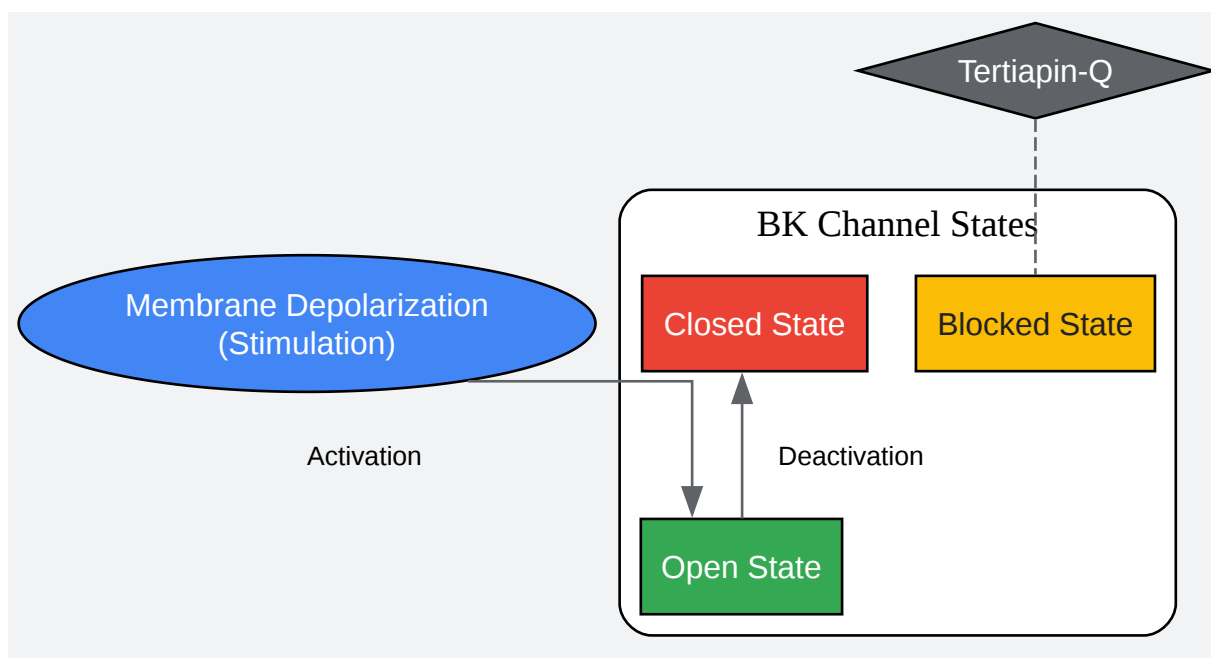 Tertiapin-Q
BK Channel States
Membrane Depolarization
(Stimulation)
Closed State
Blocked State
Activation
Deactivation
Open State